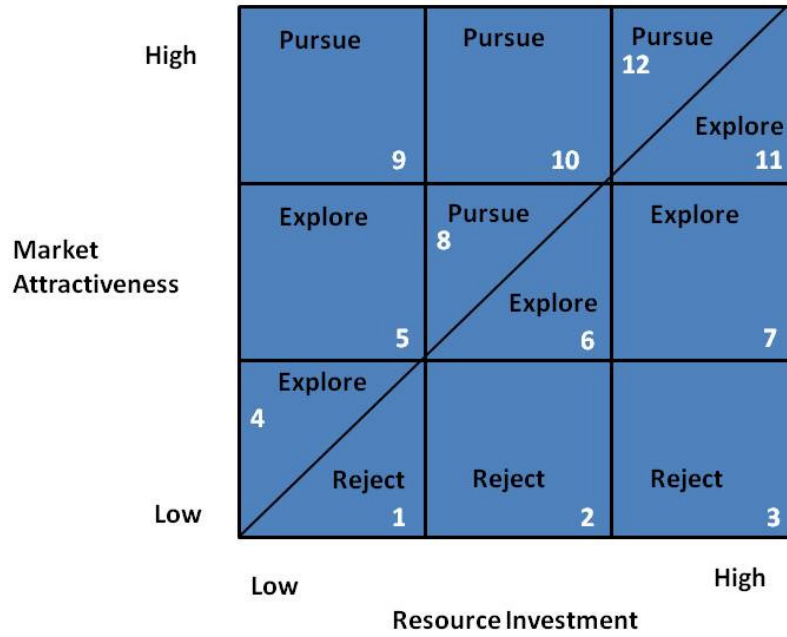 High
Pursue
Pursue
Pursue
12
Explore
9
10
11
Market
Attractiveness
Explore
Pursue
8
Explore
Explore
5
6
7
Explore
4
Low
Reject
Reject
Reject
1
2
3
Low
High
Resource Investment